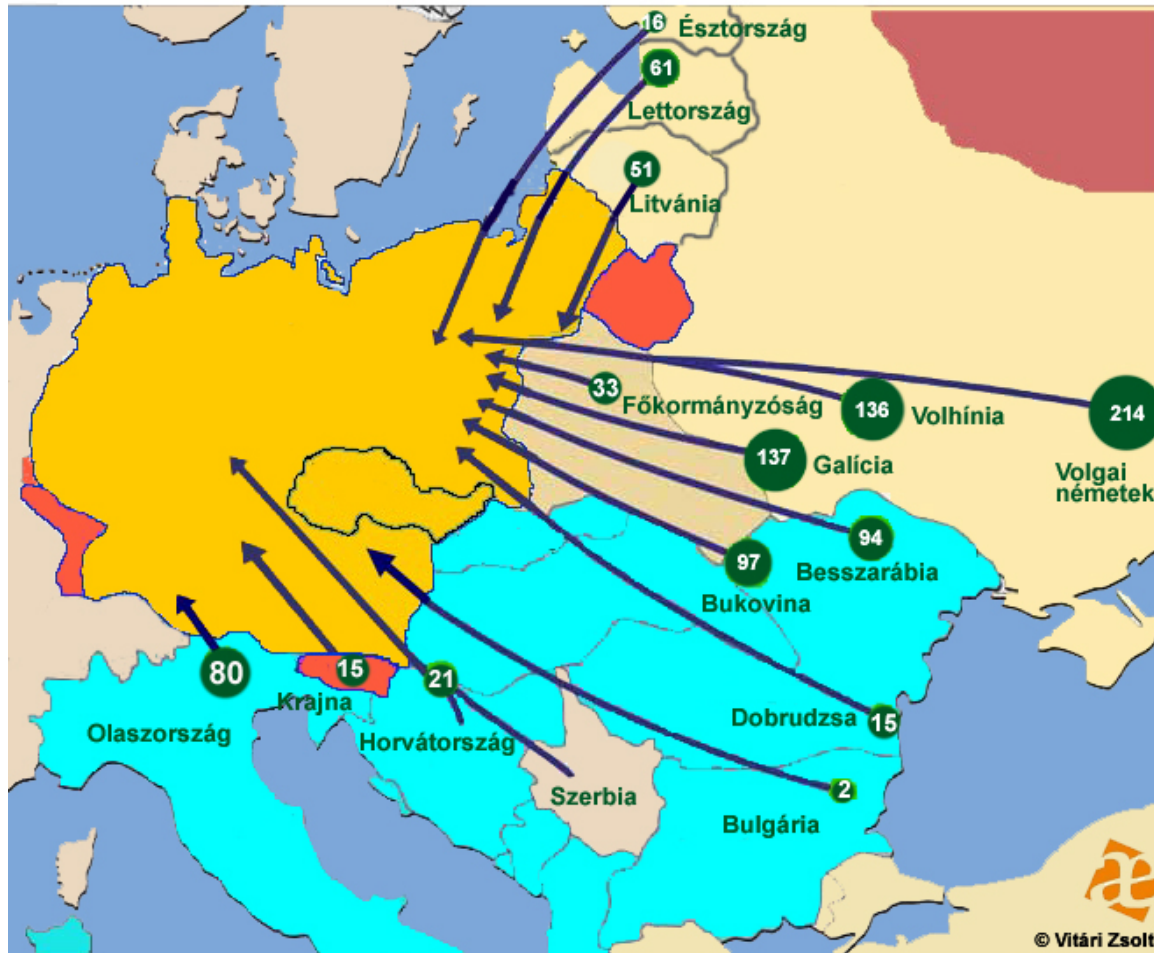 16 Észtország
61
Lettország
51
Litvánia
33
Főkormányzóság
136 Volhínia
214
Volgai
németek
137 Galícia
94
Besszarábia
97
Bukovina
80
Olaszország
15
Krajna
21
Horvátország
Dobrudzsa 15
Szerbia
2
Bulgária
æ
© Vitári Zsolt